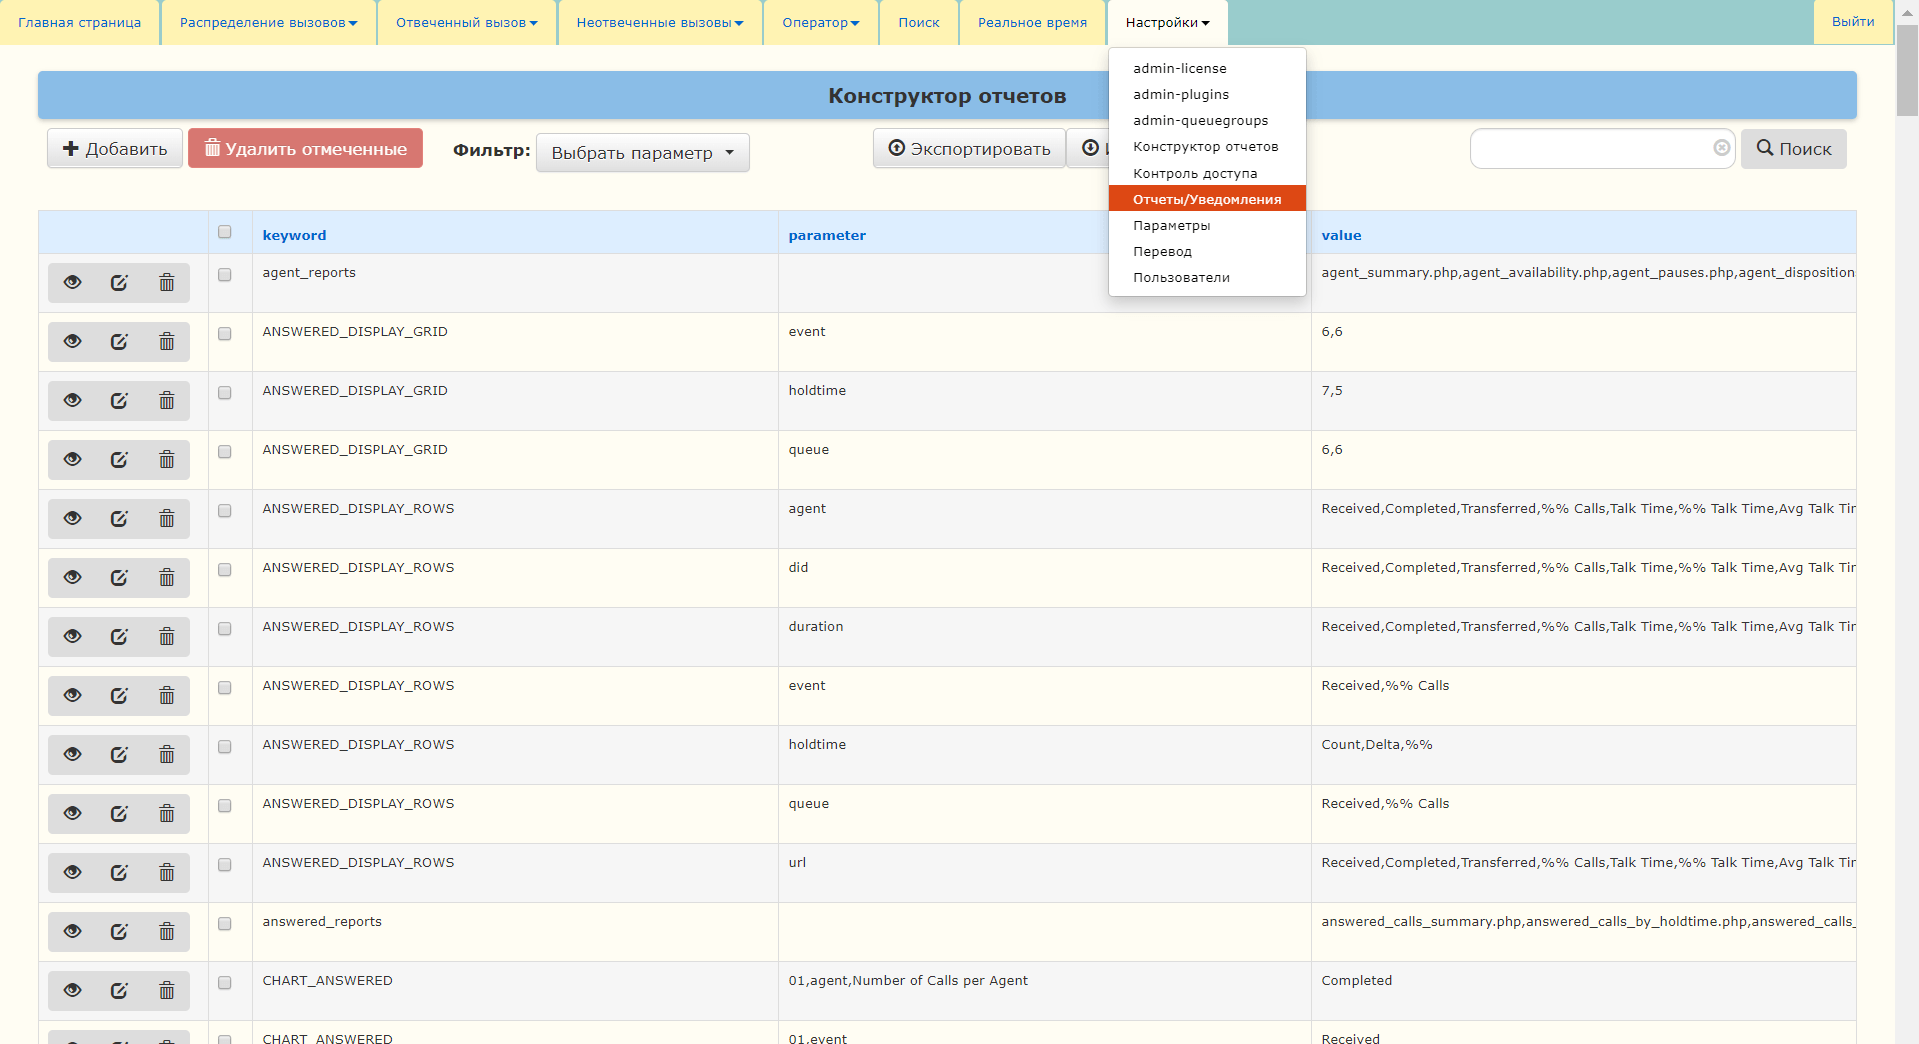 Главная страница Распределение вызовов Отвеченный вызов Неотвеченные вызовы Оператор Поиск Реальное время Настройки Выйти
admin-license
admin-plugins
admin-queuegroups
Конструктор отчетов
Контроль доступа
Отчеты/Уведомления
Параметры
Перевод
Пользователи
Конструктор отчетов
Добавить Удалить отмеченные Фильтр: Выбрать параметр Экспортировать Поиск
keyword parameter value
agent_reports agent_summary.php,agent_availability.php,agent_pauses.php,agent_disposition
ANSWERED_DISPLAY_GRID event 6,6
ANSWERED_DISPLAY_GRID holdtime 7,5
ANSWERED_DISPLAY_GRID queue 6,6
ANSWERED_DISPLAY_ROWS agent Received,Completed,Transferred,%% Calls,Talk Time,%% Talk Time,Avg Talk
ANSWERED_DISPLAY_ROWS did Received,Completed,Transferred,%% Calls,Talk Time,%% Talk Time,Avg Talk
ANSWERED_DISPLAY_ROWS duration Received,Completed,Transferred,%% Calls,Talk Time,%% Talk Time,Avg Talk
ANSWERED_DISPLAY_ROWS event Received,%% Calls
ANSWERED_DISPLAY_ROWS holdtime Count,Delta,%%
ANSWERED_DISPLAY_ROWS queue Received,%% Calls
ANSWERED_DISPLAY_ROWS url Received,Completed,Transferred,%% Calls,Talk Time,%% Talk Time,Avg Talk
answered_reports answered_calls_summary.php,answered_calls_by_holdtime.php,answered_calls_
CHART_ANSWERED 01,agent,Number of Calls per Agent Completed
CHART_ANSWERED 01,event Received